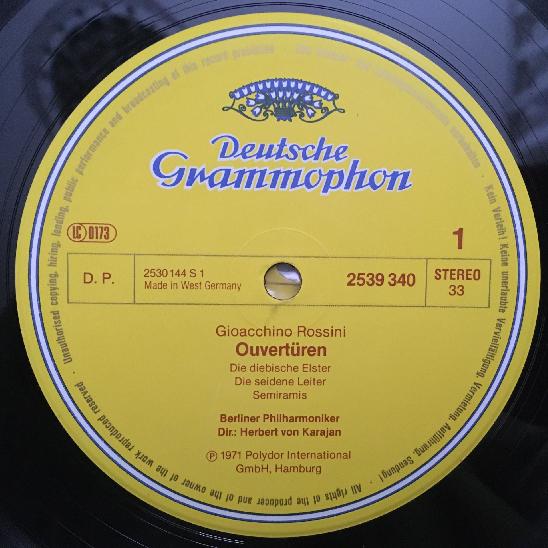 Deutsche
Grammophon
LC 0173
1
D. P.
2530 144 S 1
Made in West Germany
2539 340
STEREO
33
Gioacchino Rossini
Ouvertüren
Die diebische Elster
Die seidene Leiter
Semiramis
Berliner Philharmoniker
Dir.: Herbert von Karajan
Ⓟ 1971 Polydor International
GmbH, Hamburg
Kein Verleih! Keine unerlaubte Vervielfältigung, Vermietung, Aufführung, Sendung!
· All rights of the producer and of the owner of the work reproduced reserved · Unauthorised copying, hiring, lending, public performance and broadcasting of this record prohibited ·